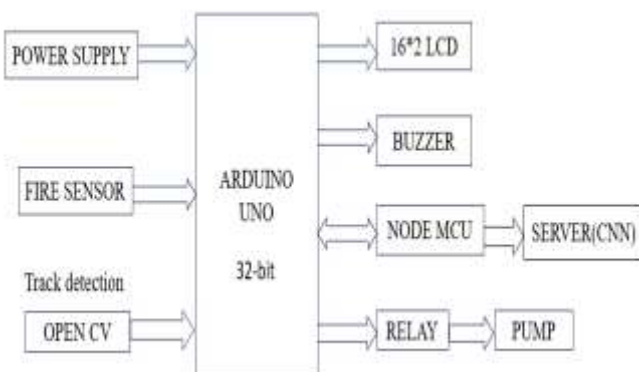 POWER SUPPLY
FIRE SENSOR
Track detection
OPEN CV
ARDUINO
UNO
32-bit
16*2 LCD
BUZZER
NODE MCU
SERVER(CNN)
RELAY
PUMP